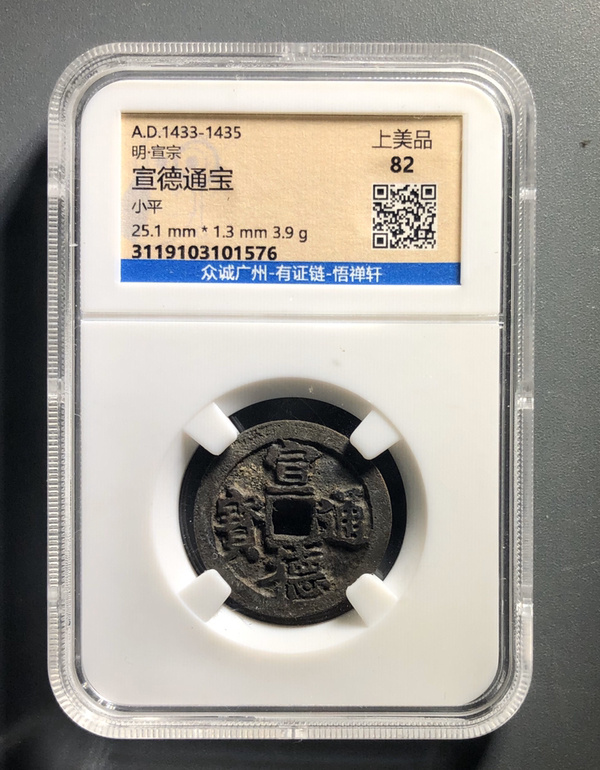 A.D.1433-1435
明·宣宗
宣德通宝
小平
25.1 mm * 1.3 mm 3.9 g
3119103101576
上美品
82
众诚广州-有证链-悟禅轩
宣
寳 通
德